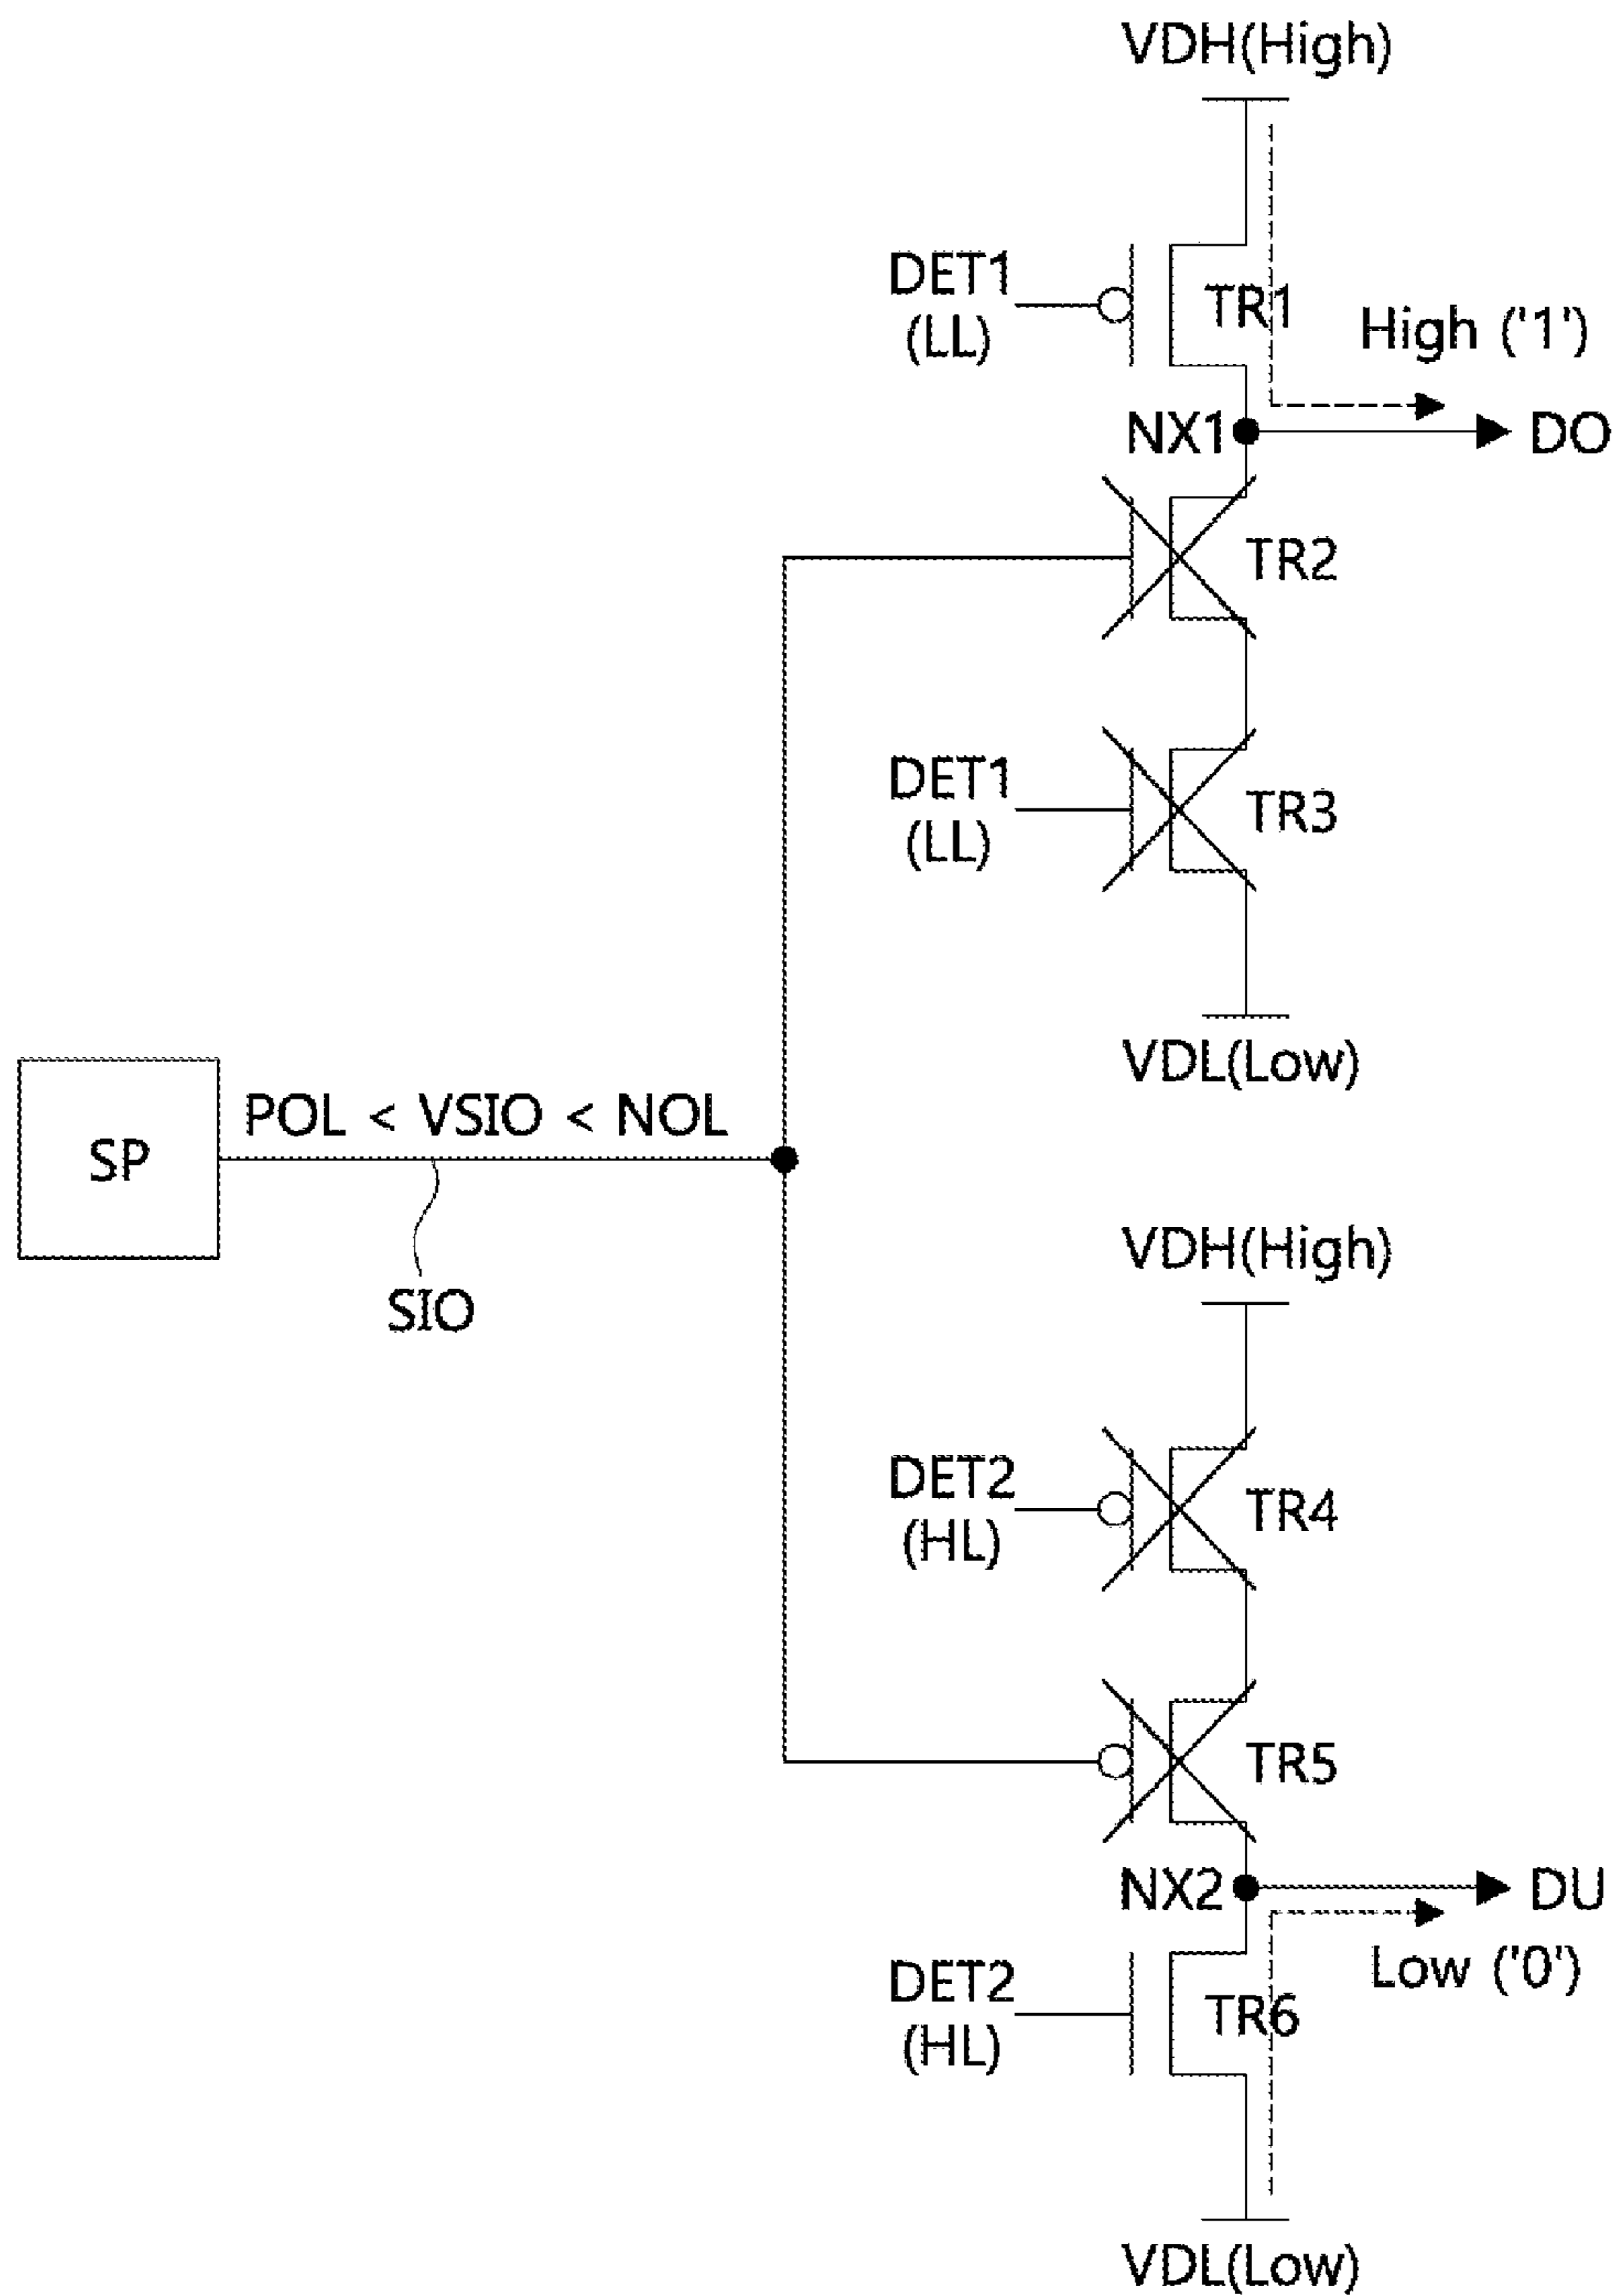 VDH(High)
DET1
(LL)
TR1
High ('1')
NX1
DO
TR2
DET1
(LL)
TR3
VDL(Low)
SP
POL < VSIO < NOL
SIO
VDH(High)
DET2
(HL)
TR4
TR5
NX2
DU
Low ('0')
DET2
(HL)
TR6
VDL(Low)